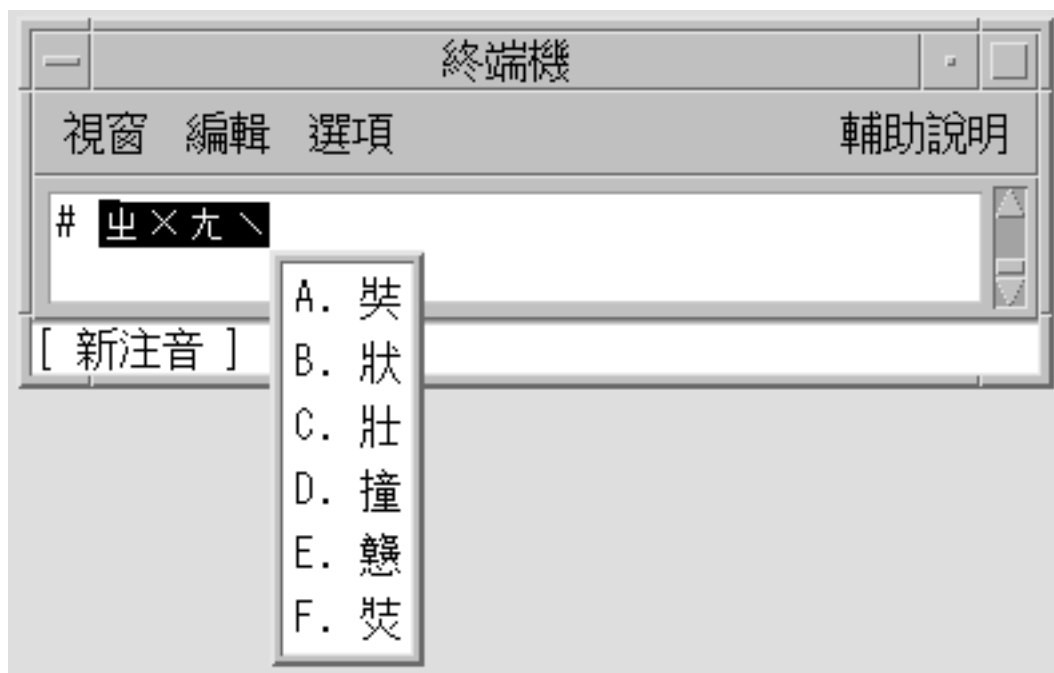 終端機
視窗 編輯 選項 輔助說明
# ㄓㄨㄤˋ
A. 奘
B. 狀
C. 壯
D. 撞
E. 戇
F. 焋
[ 新注音 ]